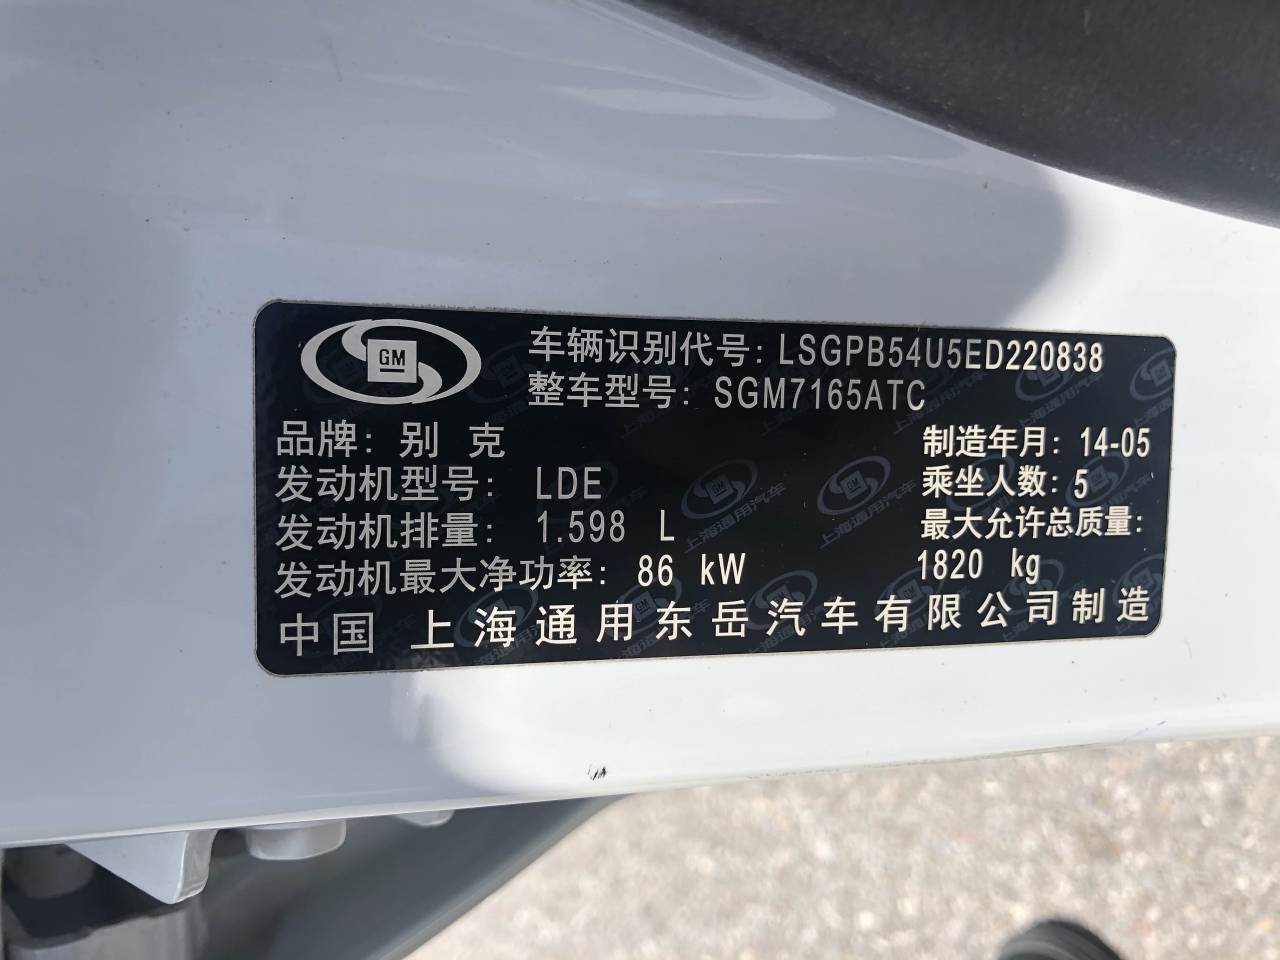 GM
车辆识别代号: LSGPB54U5ED220838
整车型号: SGM7165ATC
品牌: 别 克
制造年月: 14-05
发动机型号: LDE
乘坐人数: 5
发动机排量: 1.598 L
最大允许总质量:
1820 kg
发动机最大净功率: 86 kW
中国 上海通用东岳汽车有限公司制造